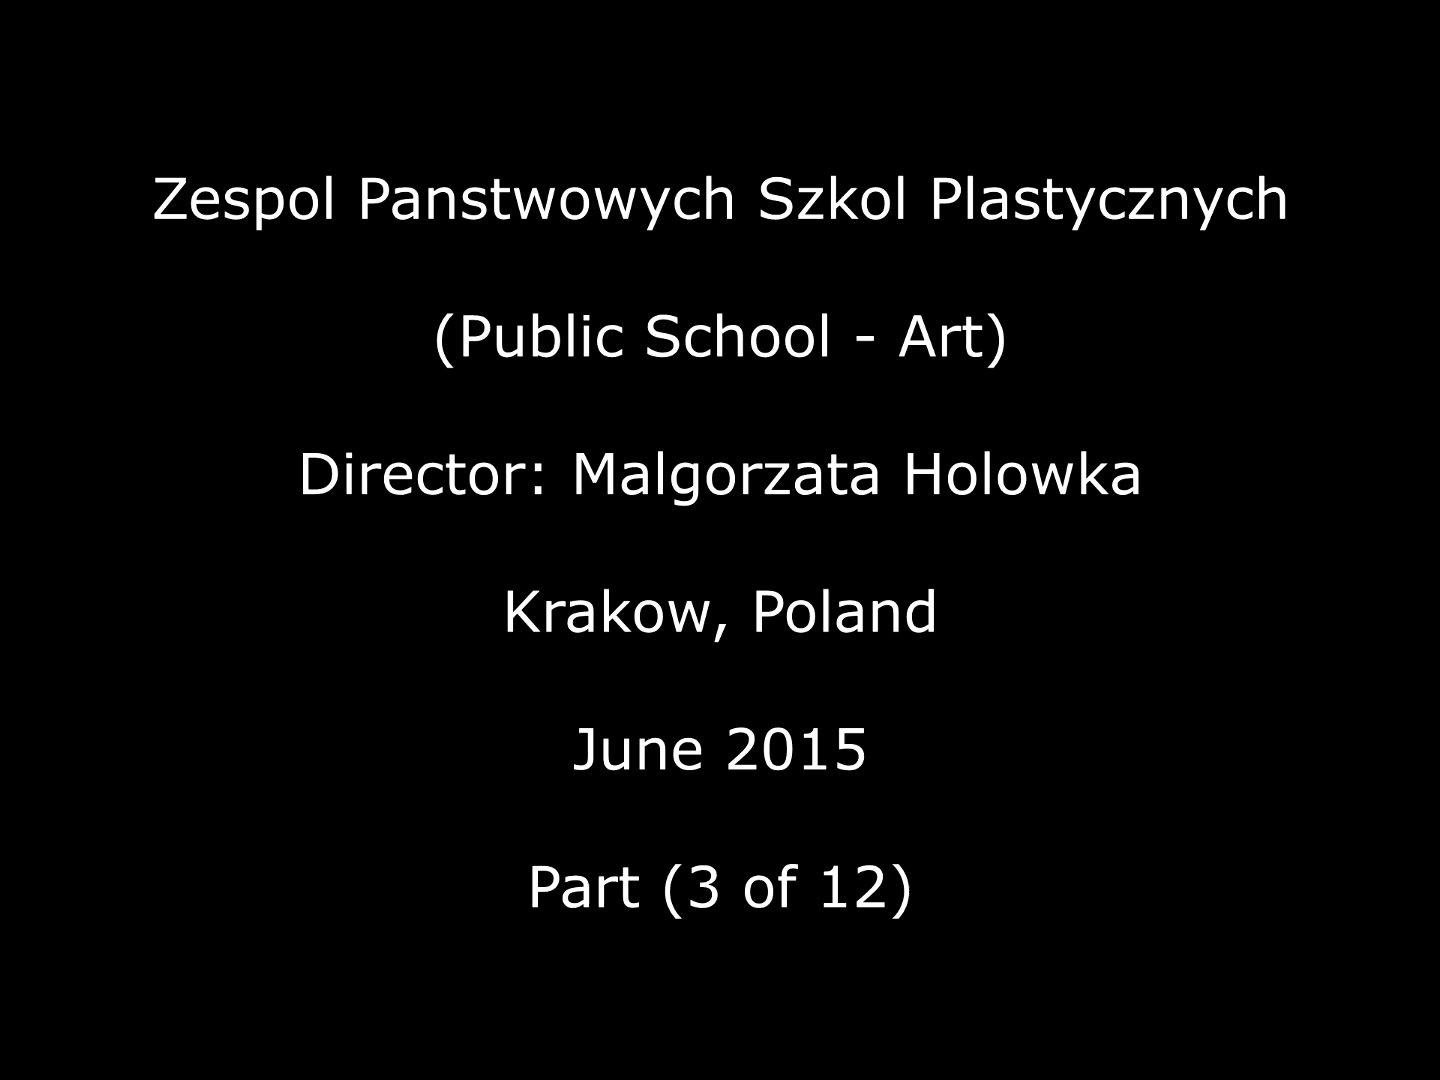 Zespol Panstwowych Szkol Plastycznych
(Public School - Art)
Director: Malgorzata Holowka
Krakow, Poland
June 2015
Part (3 of 12)